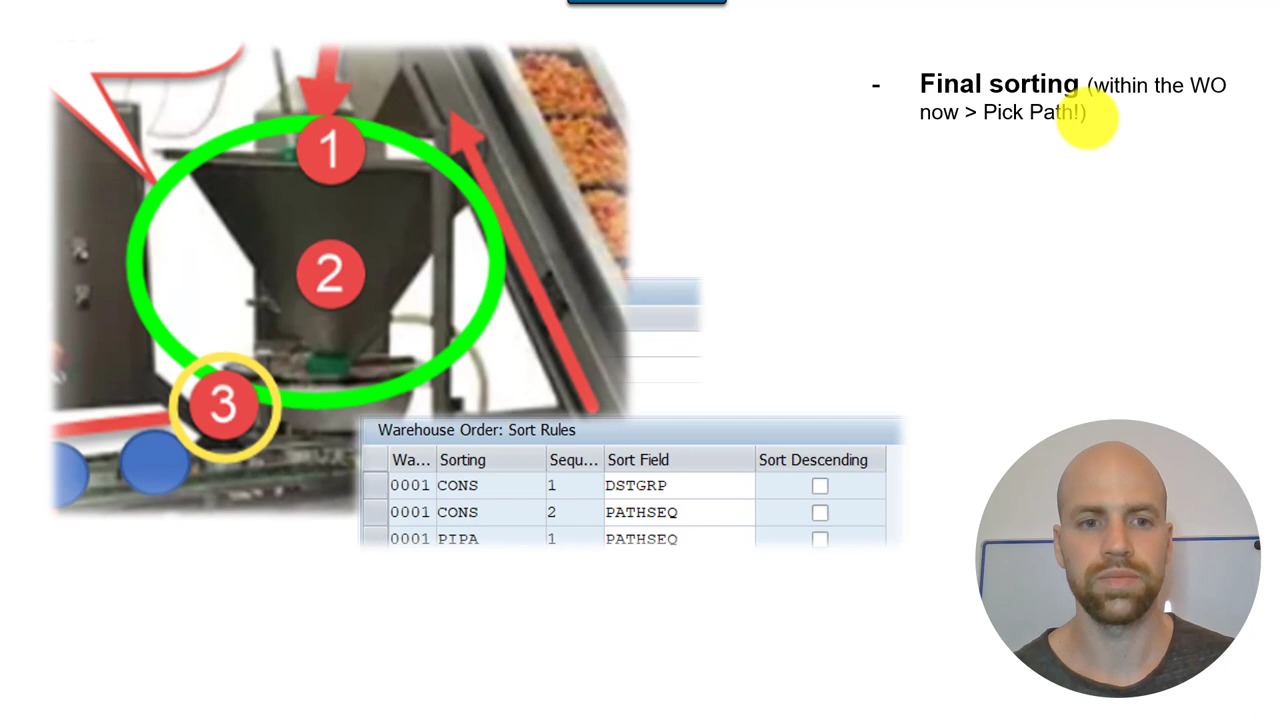 - Final sorting (within the WO
now > Pick Path!)
1
2
3
Warehouse Order: Sort Rules
Wa... Sorting Sequ... Sort Field Sort Descending
0001 CONS 1 DSTGRP
0001 CONS 2 PATHSEQ
0001 PIPA 1 PATHSEQ